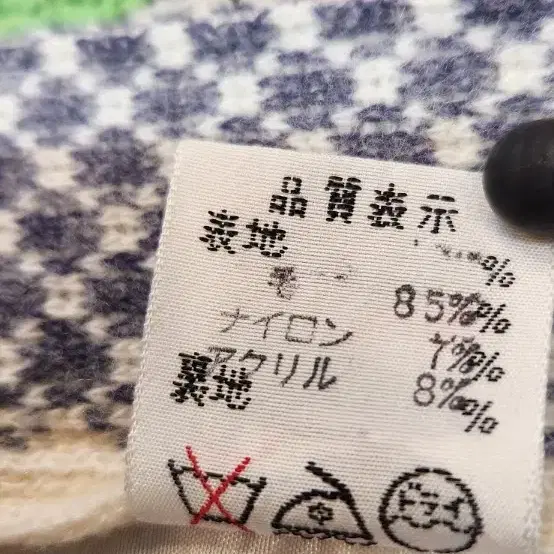 品質表示
表地 %
毛 85%%
ナイロン 7%%
アクリル 8%%
裏地 %
ドライ